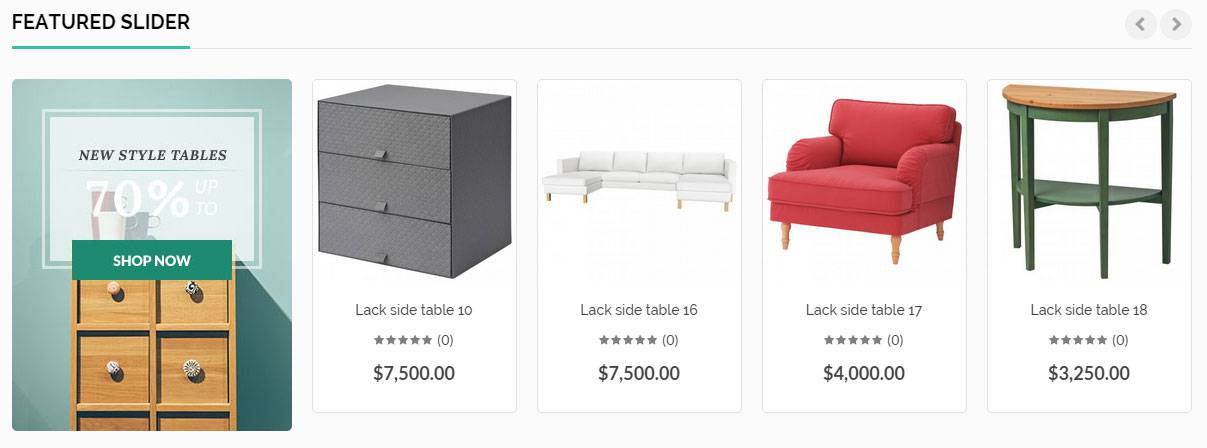 FEATURED SLIDER
NEW STYLE TABLES
70% UP
TO
SHOP NOW
Lack side table 10
(0)
$7,500.00
Lack side table 16
(0)
$7,500.00
Lack side table 17
(0)
$4,000.00
Lack side table 18
(0)
$3,250.00